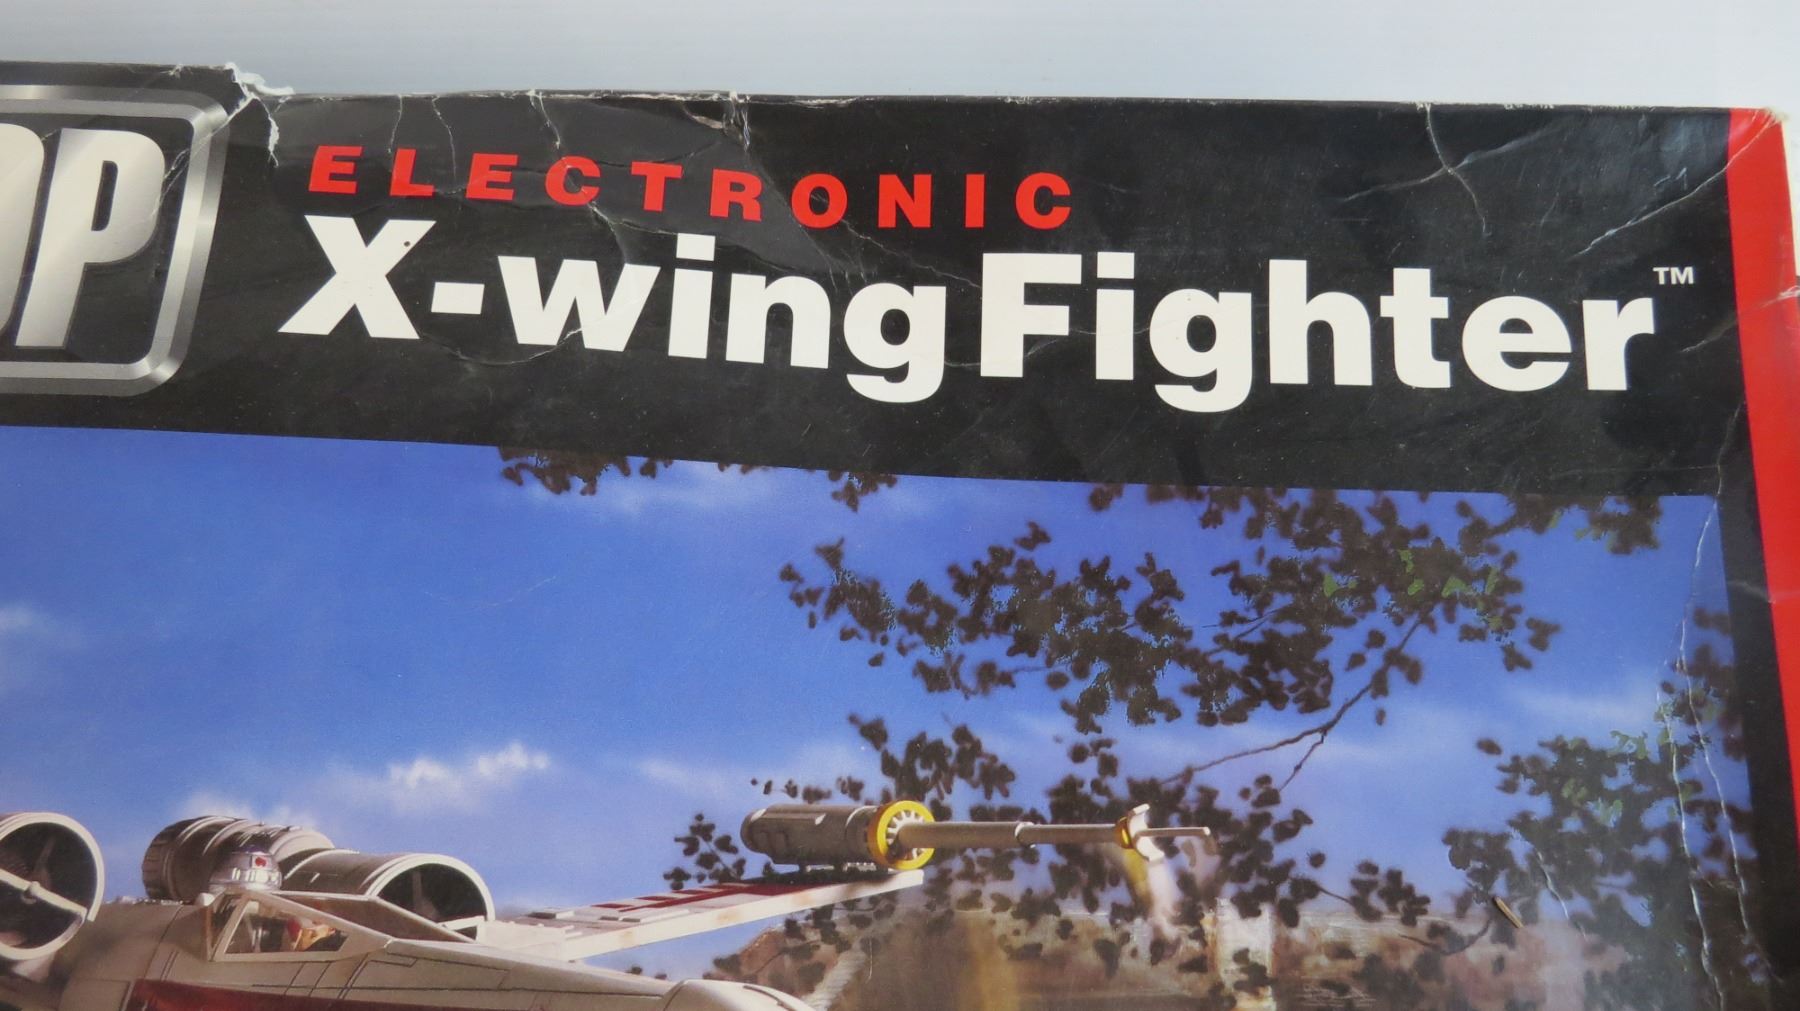 ELECTRONIC
X-wing Fighter™